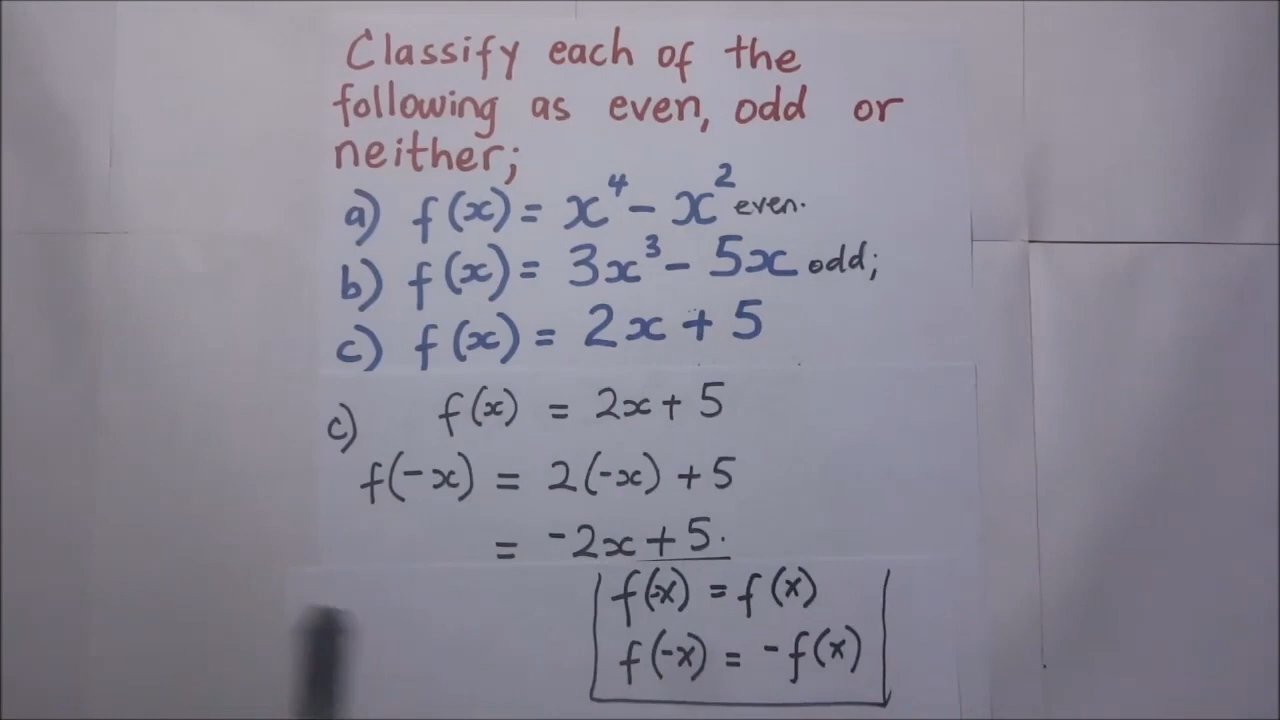 Classify each of the
following as even, odd or
neither;
a) f(x) = x⁴ - x² even.
b) f(x) = 3x³ - 5x odd;
c) f(x) = 2x + 5
c) f(x) = 2x + 5
f(-x) = 2(-x) + 5
= -2x + 5.
f(-x) = f(x)
f(-x) = -f(x)